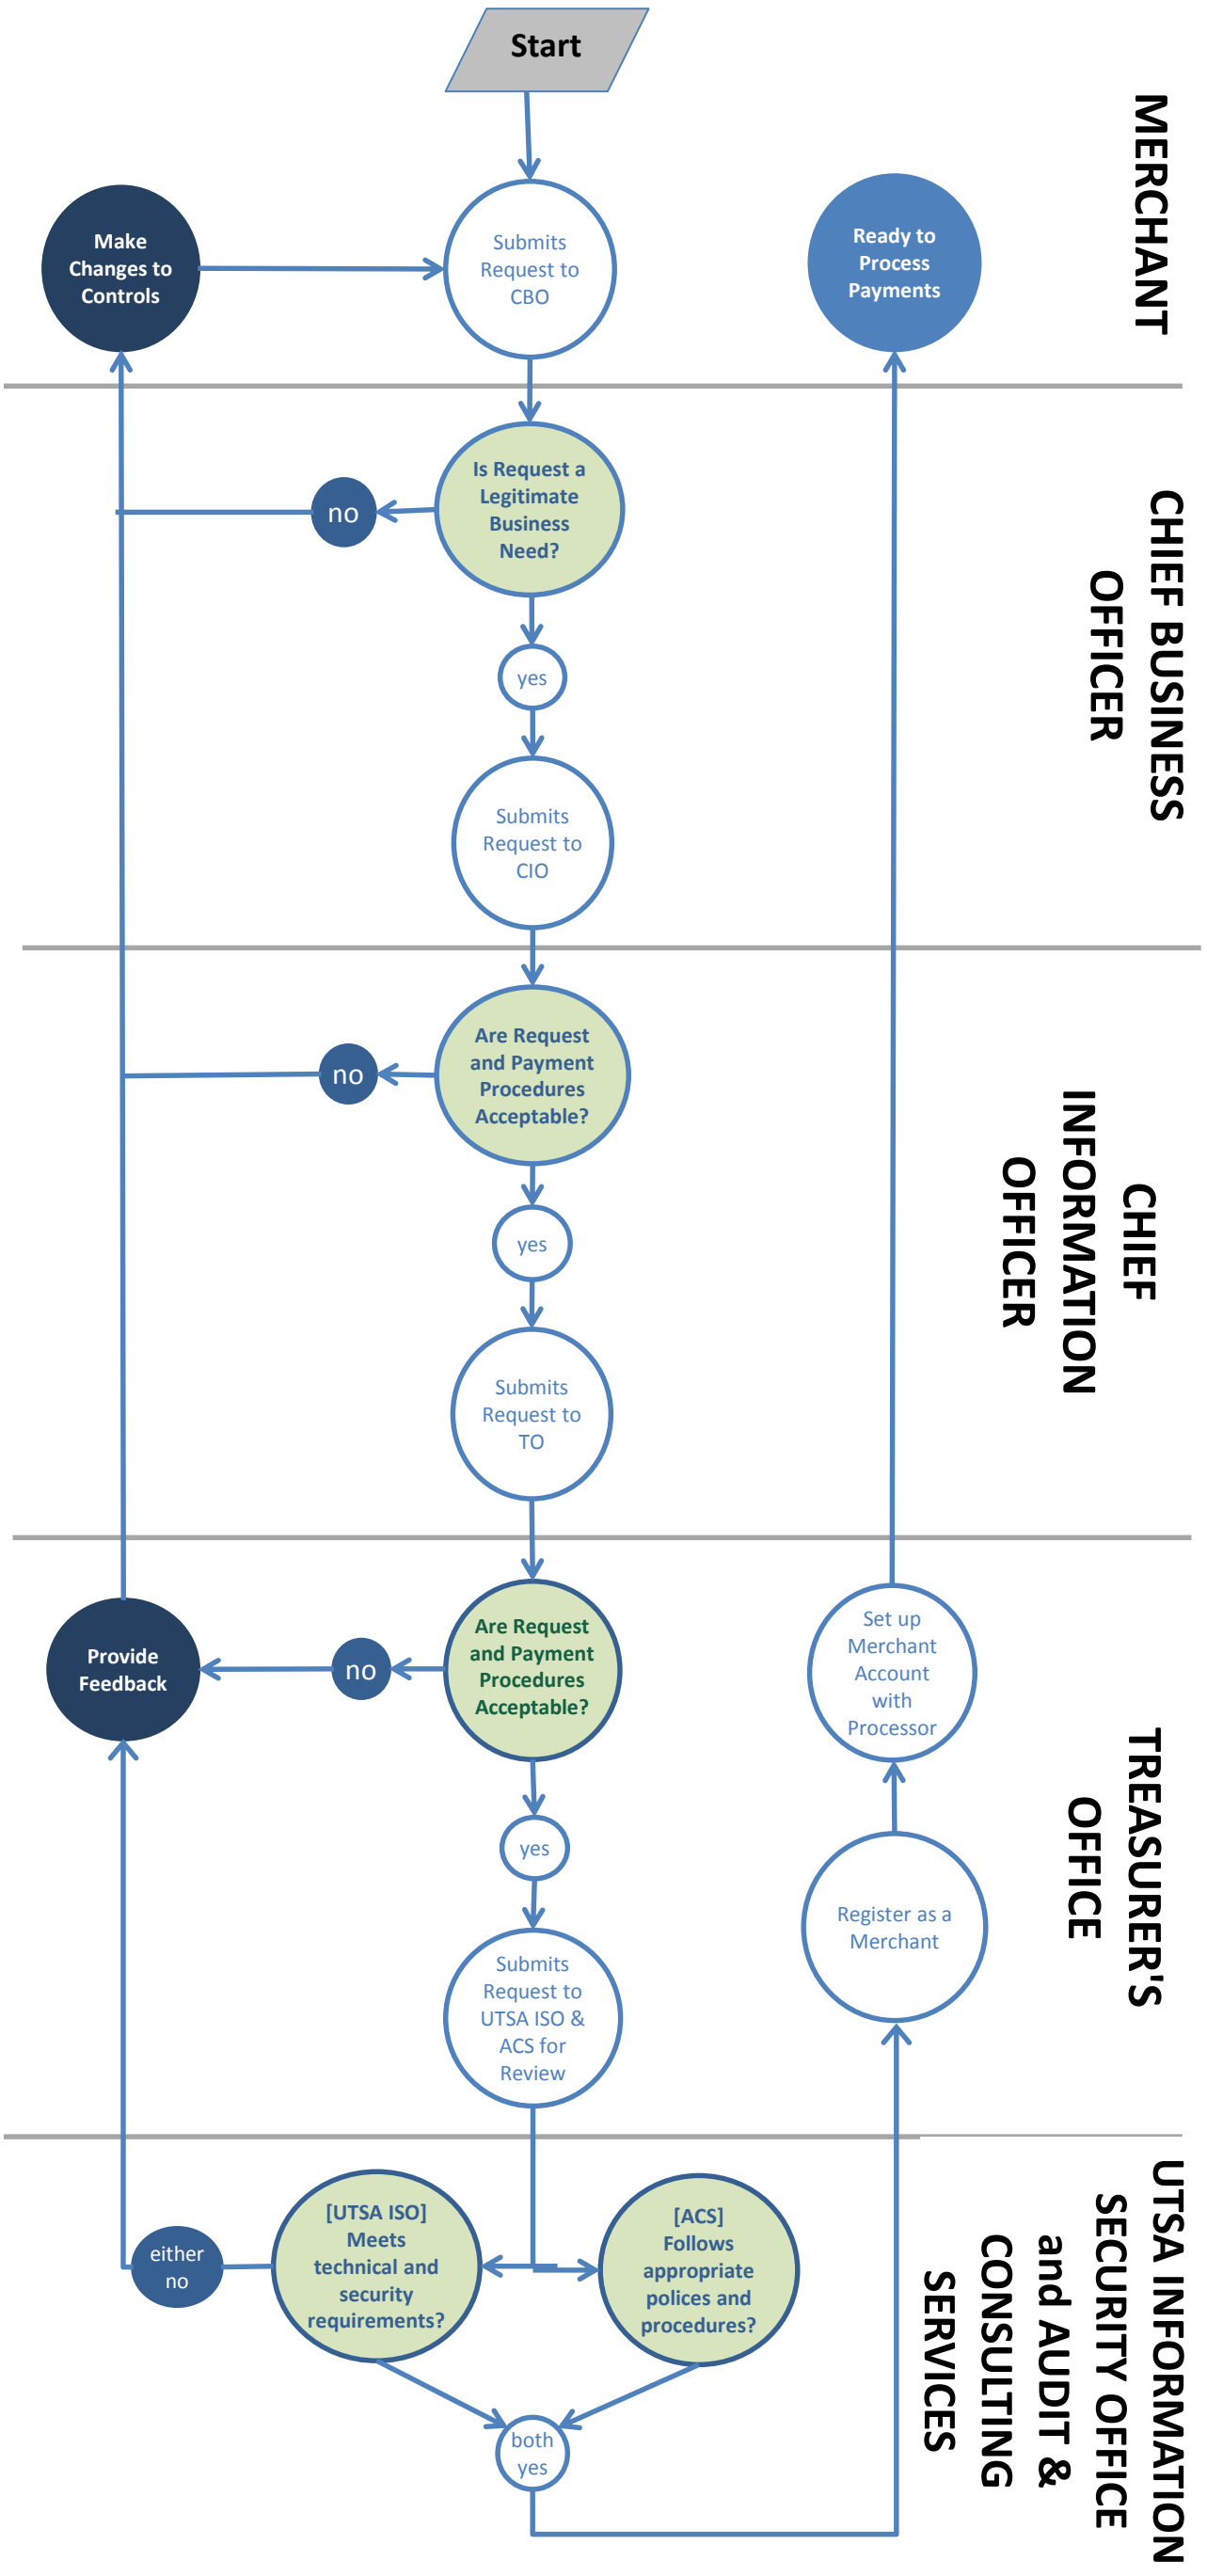 Start
MERCHANT
Make
Changes to
Controls
Submits
Request to
CBO
Ready to
Process
Payments
CHIEF BUSINESS
OFFICER
Is Request a
Legitimate
Business
Need?
no
yes
Submits
Request to
CIO
CHIEF
INFORMATION
OFFICER
Are Request
and Payment
Procedures
Acceptable?
no
yes
Submits
Request to
TO
TREASURER'S
OFFICE
Are Request
and Payment
Procedures
Acceptable?
no
Provide
Feedback
Set up
Merchant
Account
with
Processor
yes
Register as a
Merchant
Submits
Request to
UTSA ISO &
ACS for
Review
UTSA INFORMATION
SECURITY OFFICE
and AUDIT &
CONSULTING
SERVICES
either
no
[UTSA ISO]
Meets
technical and
security
requirements?
[ACS]
Follows
appropriate
polices and
procedures?
both
yes